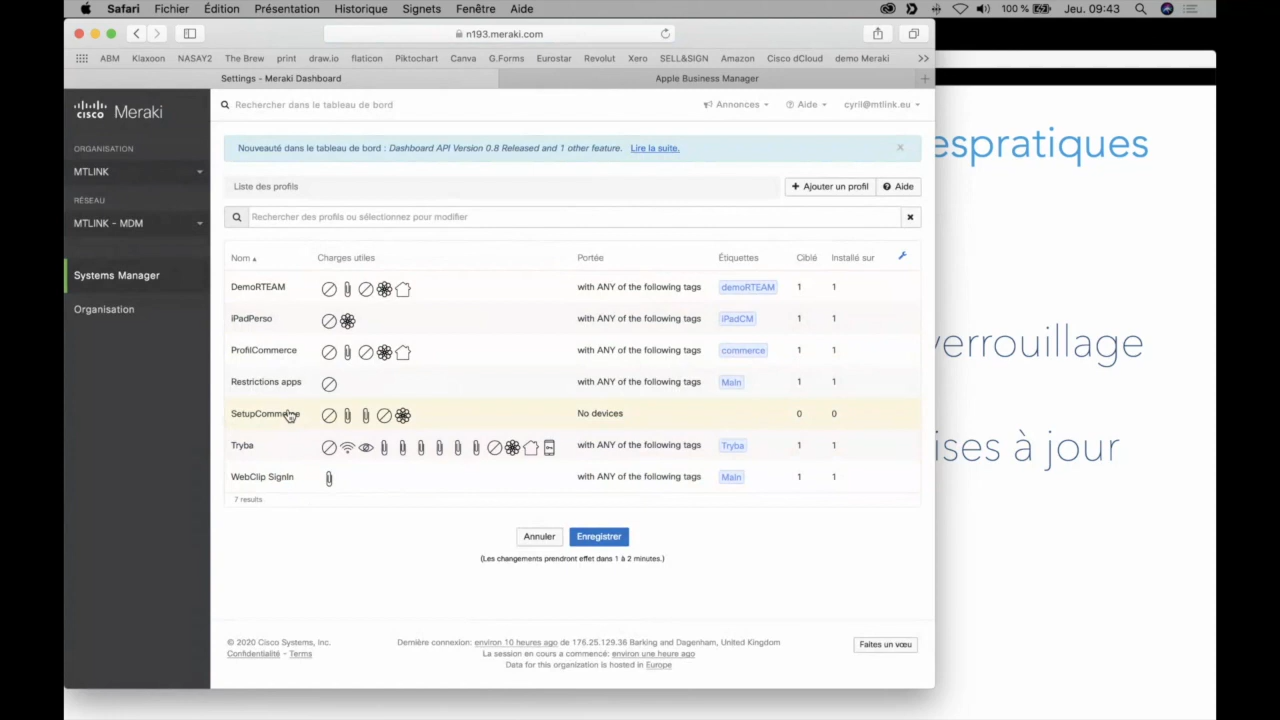 Safari Fichier Édition Présentation Historique Signets Fenêtre Aide 100 % Jeu. 09:43
n193.meraki.com
ABM Klaxoon NASAY2 The Brew print draw.io flaticon Piktochart Canva G.Forms Eurostar Revolut Xero SELL&SIGN Amazon Cisco dCloud demo Meraki >>
Settings - Meraki Dashboard Apple Business Manager +
cisco Meraki
Rechercher dans le tableau de bord Annonces Aide cyril@mtlink.eu
ORGANISATION
MTLINK
RÉSEAU
MTLINK - MDM
Systems Manager
Organisation
Nouveauté dans le tableau de bord : Dashboard API Version 0.8 Released and 1 other feature. Lire la suite. ×
Liste des profils + Ajouter un profil Aide
Rechercher des profils ou sélectionnez pour modifier
Nom Charges utiles Portée Étiquettes Ciblé Installé sur
DemoRTEAM with ANY of the following tags demoRTEAM 1 1
iPadPerso with ANY of the following tags iPadCM 1 1
ProfilCommerce with ANY of the following tags commerce 1 1
Restrictions apps with ANY of the following tags Main 1 1
SetupCommerce No devices 0 0
Tryba with ANY of the following tags Tryba 1 1
WebClip SignIn with ANY of the following tags Main 1 1
7 results
Annuler Enregistrer
(Les changements prendront effet dans 1 à 2 minutes.)
© 2020 Cisco Systems, Inc.
Confidentialité - Terms
Dernière connexion: environ 10 heures ago de 176.25.129.36 Barking and Dagenham, United Kingdom
La session en cours a commencé: environ une heure ago
Data for this organization is hosted in Europe
Faites un vœu
espratiques
verrouillage
ises à jour